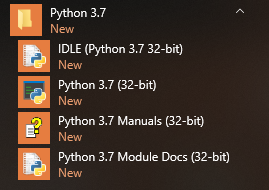 Python 3.7
New
IDLE (Python 3.7 32-bit)
New
Python 3.7 (32-bit)
New
Python 3.7 Manuals (32-bit)
New
Python 3.7 Module Docs (32-bit)
New